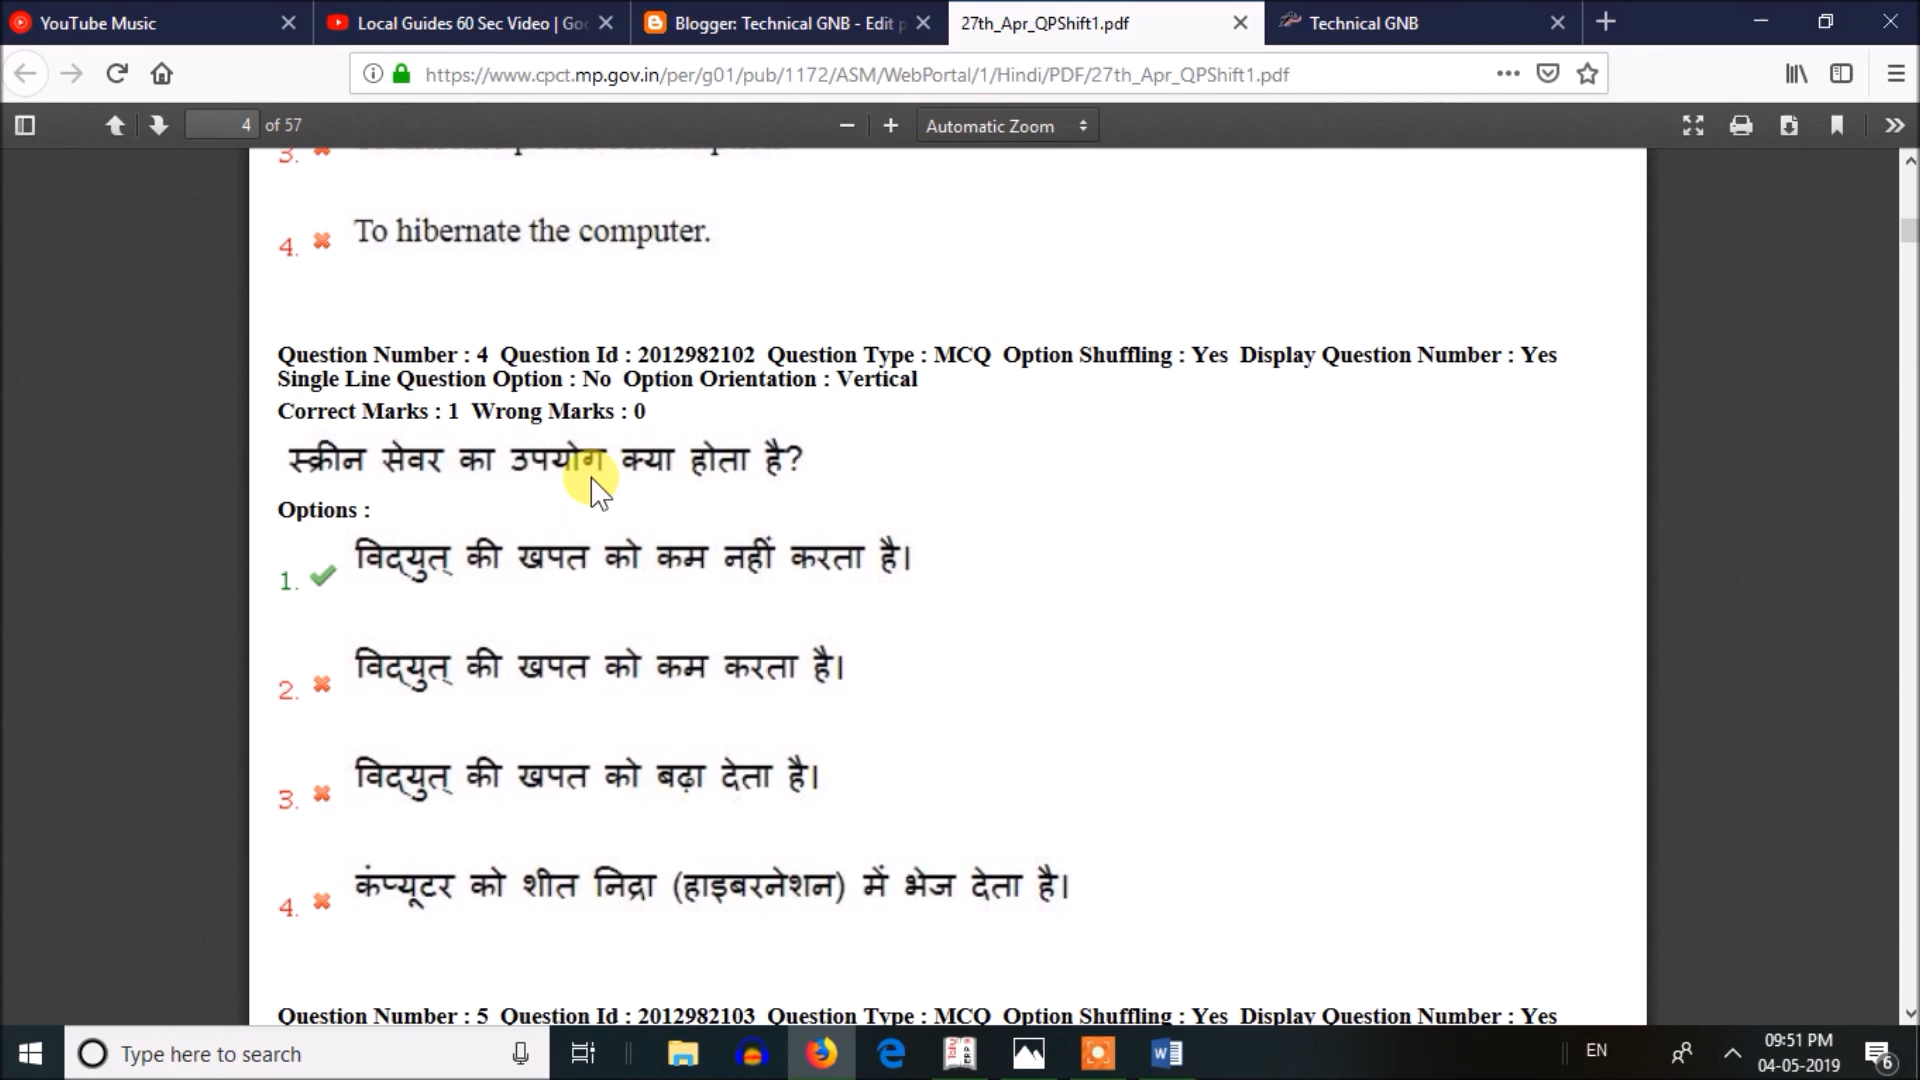 YouTube Music
Local Guides 60 Sec Video | Goo
Blogger: Technical GNB - Edit p
27th_Apr_QPShift1.pdf
Technical GNB
https://www.cpct.mp.gov.in/per/g01/pub/1172/ASM/WebPortal/1/Hindi/PDF/27th_Apr_QPShift1.pdf
4 of 57
Automatic Zoom
3.
4. To hibernate the computer.
Question Number : 4 Question Id : 2012982102 Question Type : MCQ Option Shuffling : Yes Display Question Number : Yes
Single Line Question Option : No Option Orientation : Vertical
Correct Marks : 1 Wrong Marks : 0
स्क्रीन सेवर का उपयोग क्या होता है?
Options :
1. विद्युत् की खपत को कम नहीं करता है।
2. विद्युत् की खपत को कम करता है।
3. विद्युत् की खपत को बढ़ा देता है।
4. कंप्यूटर को शीत निद्रा (हाइबरनेशन) में भेज देता है।
Question Number : 5 Question Id : 2012982103 Question Type : MCQ Option Shuffling : Yes Display Question Number : Yes
Type here to search
EN
09:51 PM
04-05-2019
6